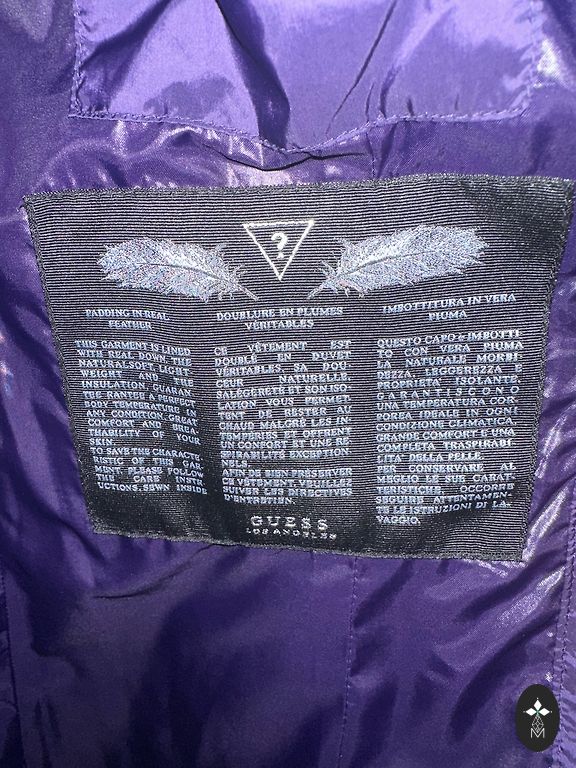 ?
PADDING IN REAL
FEATHER
THIS GARMENT IS LINED
WITH REAL DOWN. THE
NATURAL SOFT, LIGHT-
WEIGHT AND
INSULATION GUARAN-
TEE RANTEE A PERFECT
BODY TEMPERATURE IN
ANY CONDITION, GREAT
COMFORT AND BREA-
THABILITY OF YOUR
SKIN
TO SAVE THE CHARACTE-
RISTIC OF THIS GAR-
MENT, PLEASE FOLLOW
THE CARE INSTR-
UCTIONS, SEWN INSIDE
DOUBLURE EN PLUMES
VÉRITABLES
CE VÊTEMENT EST
DOUBLÉ EN DUVET
VÉRITABLES, SA DOU-
CEUR NATURELLE,
SALÉGERETÉ ET SON ISO-
LATION VOUS PERMET-
TENT DE RESTER AU
CHAUD MALGRÉ LES IN-
TEMPÉRIES ET OFFRENT
UN CONFORT ET UNE RE-
SPIRABILITÉ EXCEPTION-
NELS.
AFIN DE BIEN PRÉSERVER
CE VÊTEMENT, VEUILLEZ
SUIVER LES DIRECTIVES
D'ENTRETIEN.
IMBOTTITURA IN VERA
PIUMA
QUESTO CAPO É IMBOTTI-
TO CON VERA PIUMA
LA NATURALE MORBI-
DEZZA LEGGEREZZA E
PROPRIETÀ ISOLANTE,
GARANTISCONO
UNA TEMPERATURA COR-
POREA IDEALE IN OGNI
CONDIZIONE CLIMATICA,
GRANDE COMFORT E UNA
COMPLETA TRASPIRABI-
LITÀ DELLA PELLE
PER CONSERVARE AL
MEGLIO LE SUE CARAT-
TERISTICHE OCCORRE
SEGUIRE ATTENTAMEN-
TE LE ISTRUZIONI DI LA-
VAGGIO.
GUESS
LOS ANGELES
M